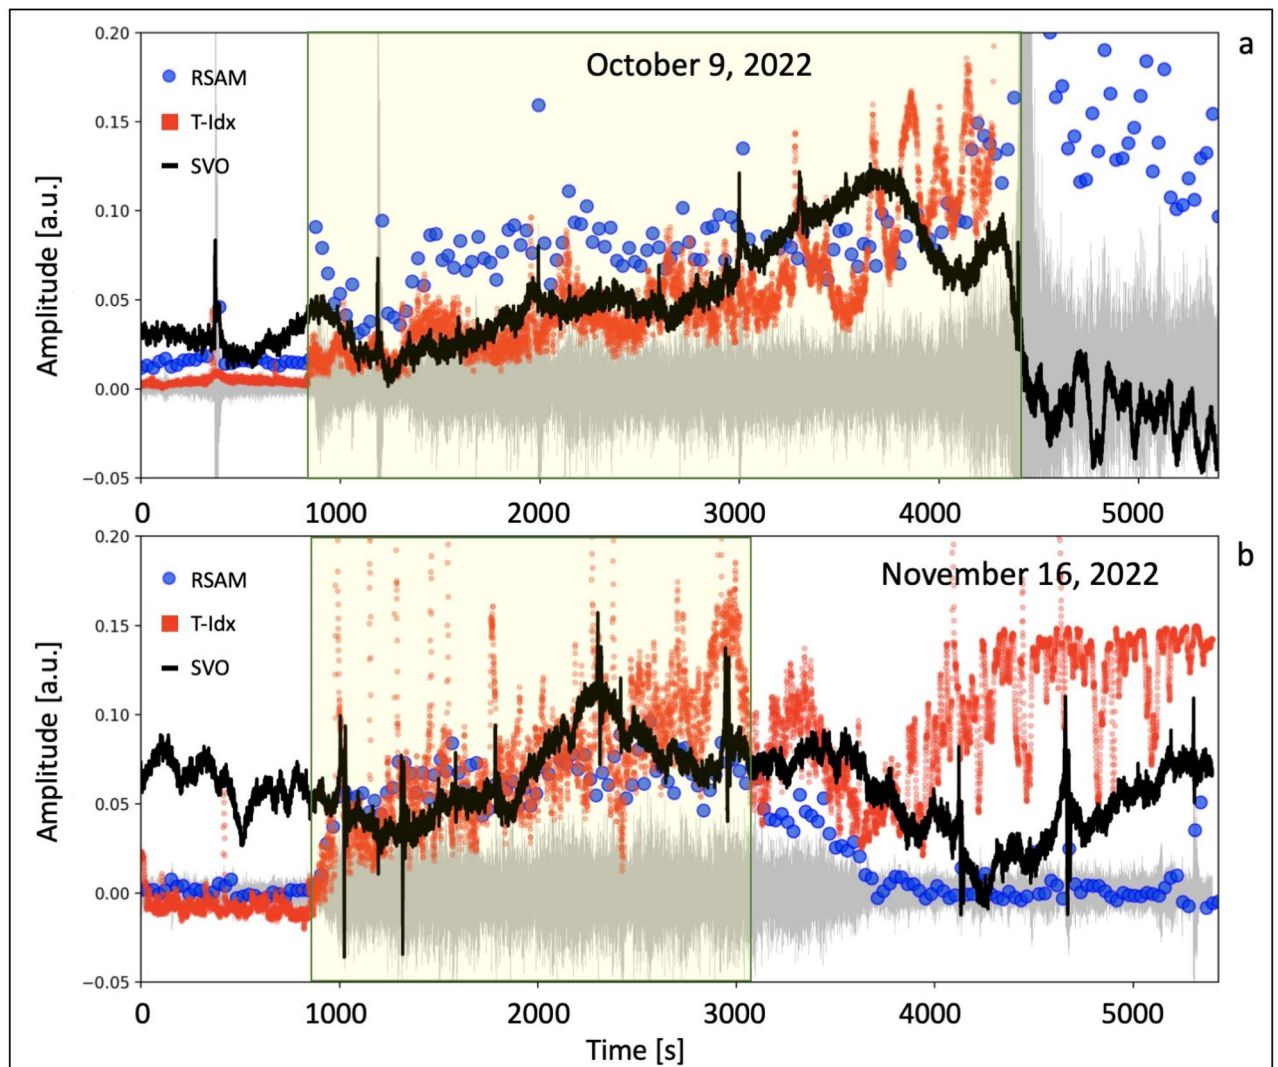 a
October 9, 2022
RSAM
T-Idx
SVO
Amplitude [a.u.]
0.20
0.15
0.10
0.05
0.00
−0.05
0 1000 2000 3000 4000 5000
b
November 16, 2022
RSAM
T-Idx
SVO
Amplitude [a.u.]
0.20
0.15
0.10
0.05
0.00
−0.05
0 1000 2000 3000 4000 5000
Time [s]